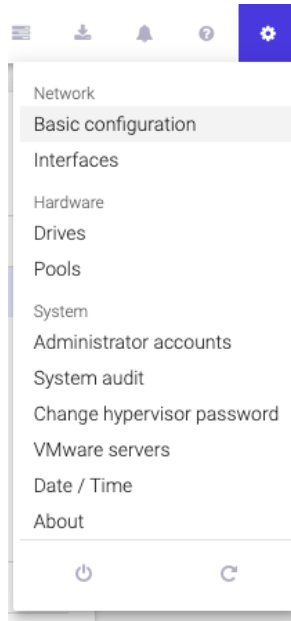 Network
Basic configuration
Interfaces
Hardware
Drives
Pools
System
Administrator accounts
System audit
Change hypervisor password
VMware servers
Date / Time
About